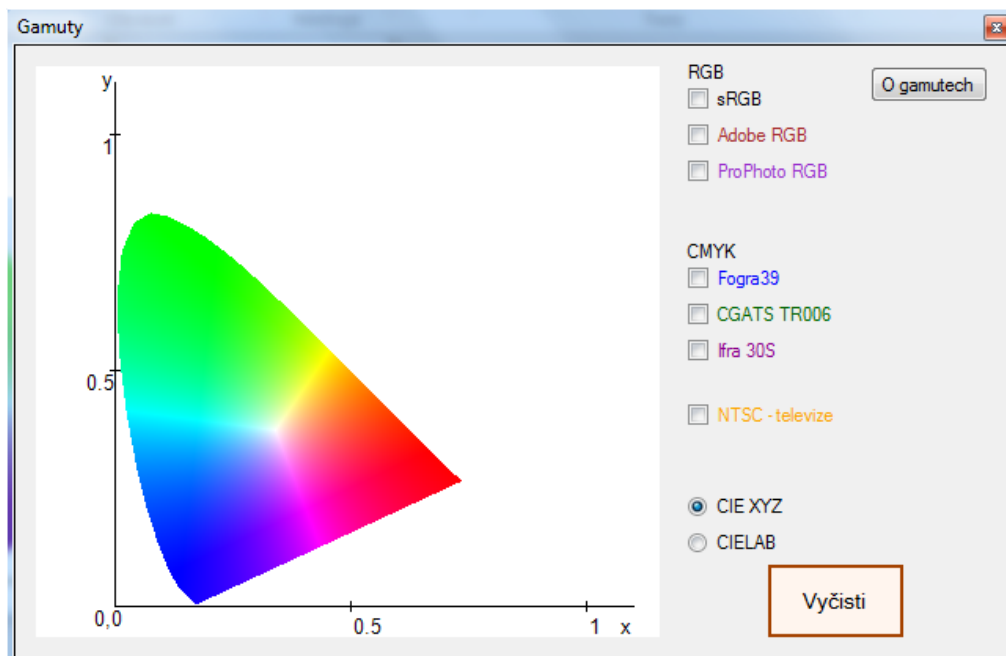 Gamuty
y
1
0.5
0,0
0.5
1
x
RGB
sRGB
Adobe RGB
ProPhoto RGB
O gamutech
CMYK
Fogra39
CGATS TR006
Ifra 30S
NTSC - televize
CIE XYZ
CIELAB
Vyčisti